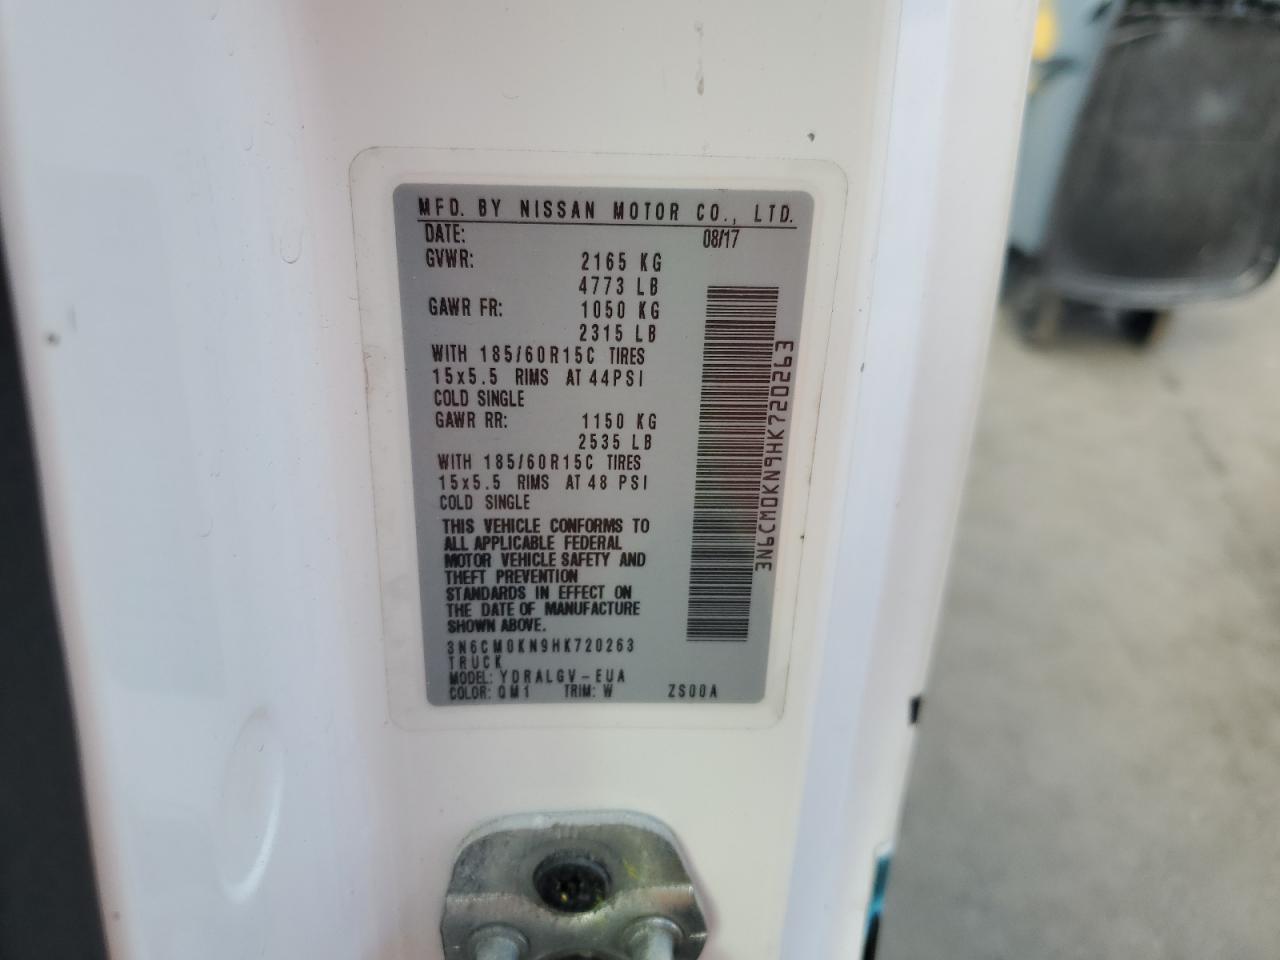 MFD. BY NISSAN MOTOR CO., LTD.
DATE: 08/17
GVWR: 2165 KG
4773 LB
GAWR FR: 1050 KG
2315 LB
WITH 185/60R15C TIRES
15x5.5 RIMS AT 44PSI
COLD SINGLE
GAWR RR: 1150 KG
2535 LB
WITH 185/60R15C TIRES
15x5.5 RIMS AT 48 PSI
COLD SINGLE
THIS VEHICLE CONFORMS TO
ALL APPLICABLE FEDERAL
MOTOR VEHICLE SAFETY AND
THEFT PREVENTION
STANDARDS IN EFFECT ON
THE DATE OF MANUFACTURE
SHOWN ABOVE.
3N6CM0KN9HK720263
TRUCK
MODEL: YDRALGV-EUA
COLOR: QM1 TRIM: W ZS00A
3N6CM0KN9HK720263